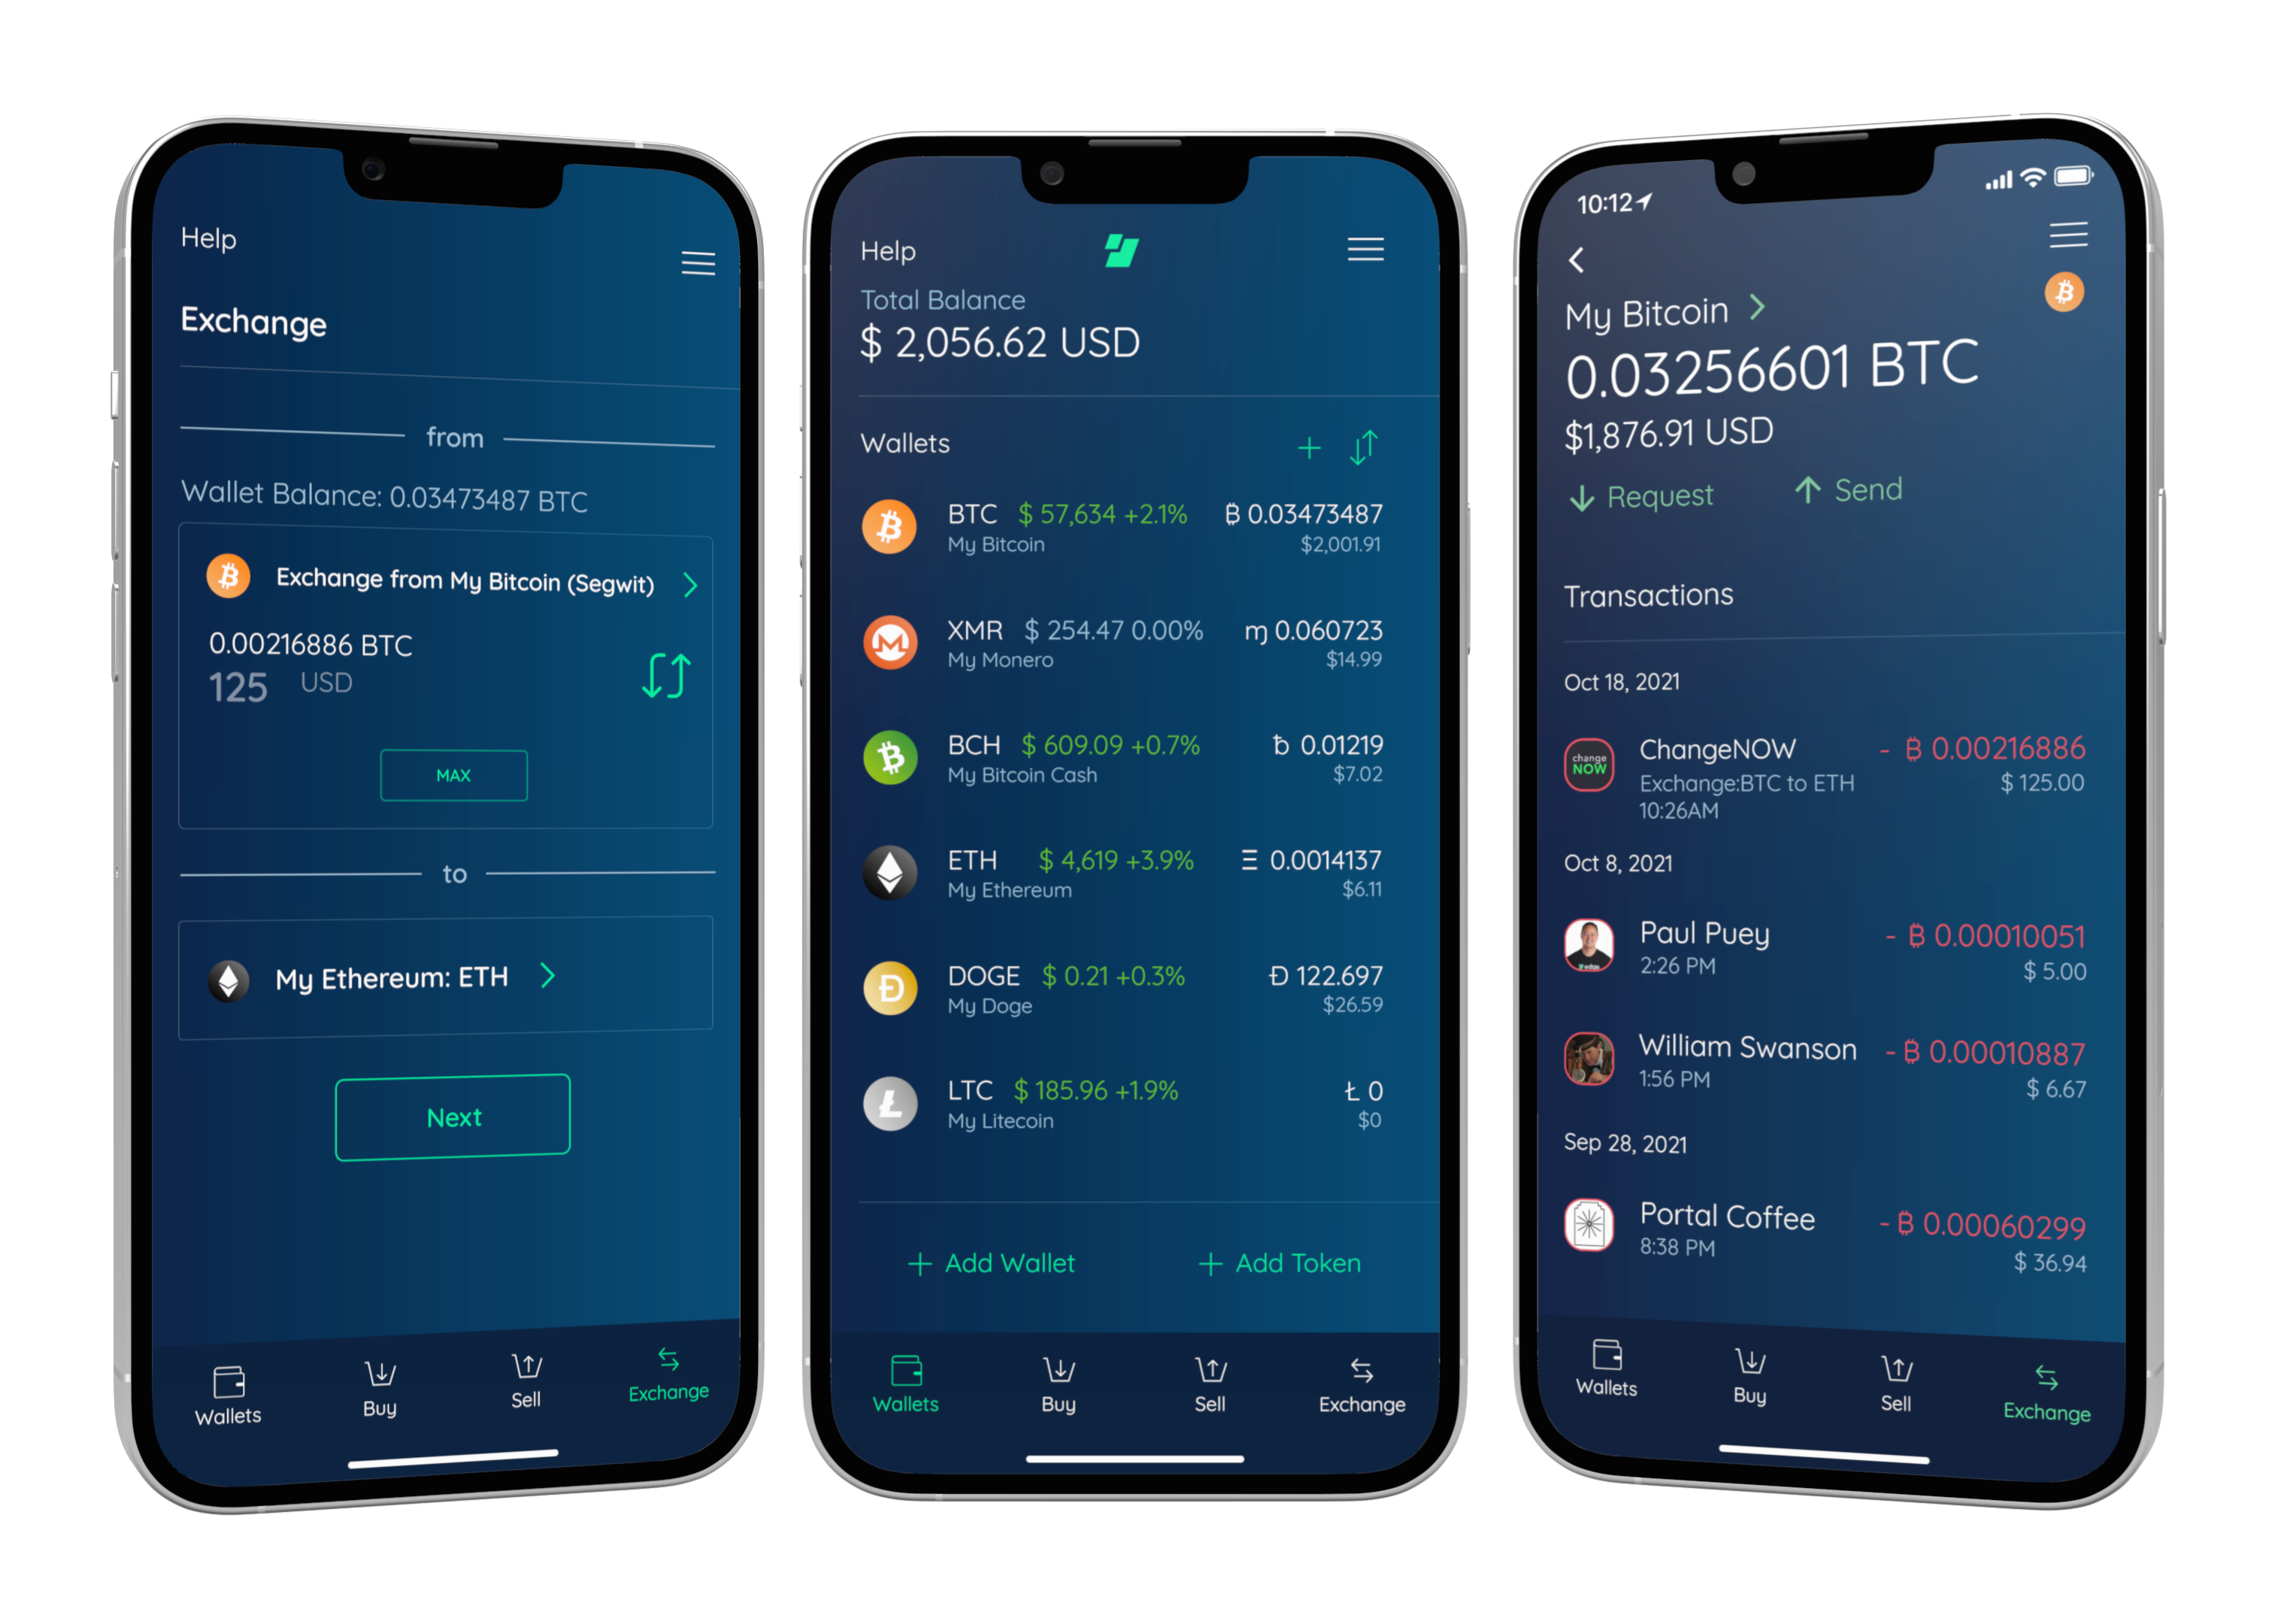 Help
Exchange
from
Wallet Balance: 0.03473487 BTC
Exchange from My Bitcoin (Segwit)
0.00216886 BTC
125 USD
MAX
to
My Ethereum: ETH
Next
Wallets Buy Sell Exchange
Help
Total Balance
$ 2,056.62 USD
Wallets
BTC $ 57,634 +2.1% ₿ 0.03473487
My Bitcoin $2,001.91
XMR $ 254.47 0.00% ɱ 0.060723
My Monero $14.99
BCH $ 609.09 +0.7% ƀ 0.01219
My Bitcoin Cash $7.02
ETH $ 4,619 +3.9% Ξ 0.0014137
My Ethereum $6.11
DOGE $ 0.21 +0.3% Ð 122.697
My Doge $26.59
LTC $ 185.96 +1.9% Ł 0
My Litecoin $0
+ Add Wallet + Add Token
Wallets Buy Sell Exchange
10:12
My Bitcoin
0.03256601 BTC
$1,876.91 USD
Request Send
Transactions
Oct 18, 2021
change
NOW
ChangeNOW - ₿ 0.00216886
Exchange:BTC to ETH $ 125.00
10:26AM
Oct 8, 2021
Paul Puey - ₿ 0.00010051
2:26 PM $ 5.00
edge
William Swanson - ₿ 0.00010887
1:56 PM $ 6.67
Sep 28, 2021
Portal Coffee - ₿ 0.00060299
8:38 PM $ 36.94
Wallets Buy Sell Exchange